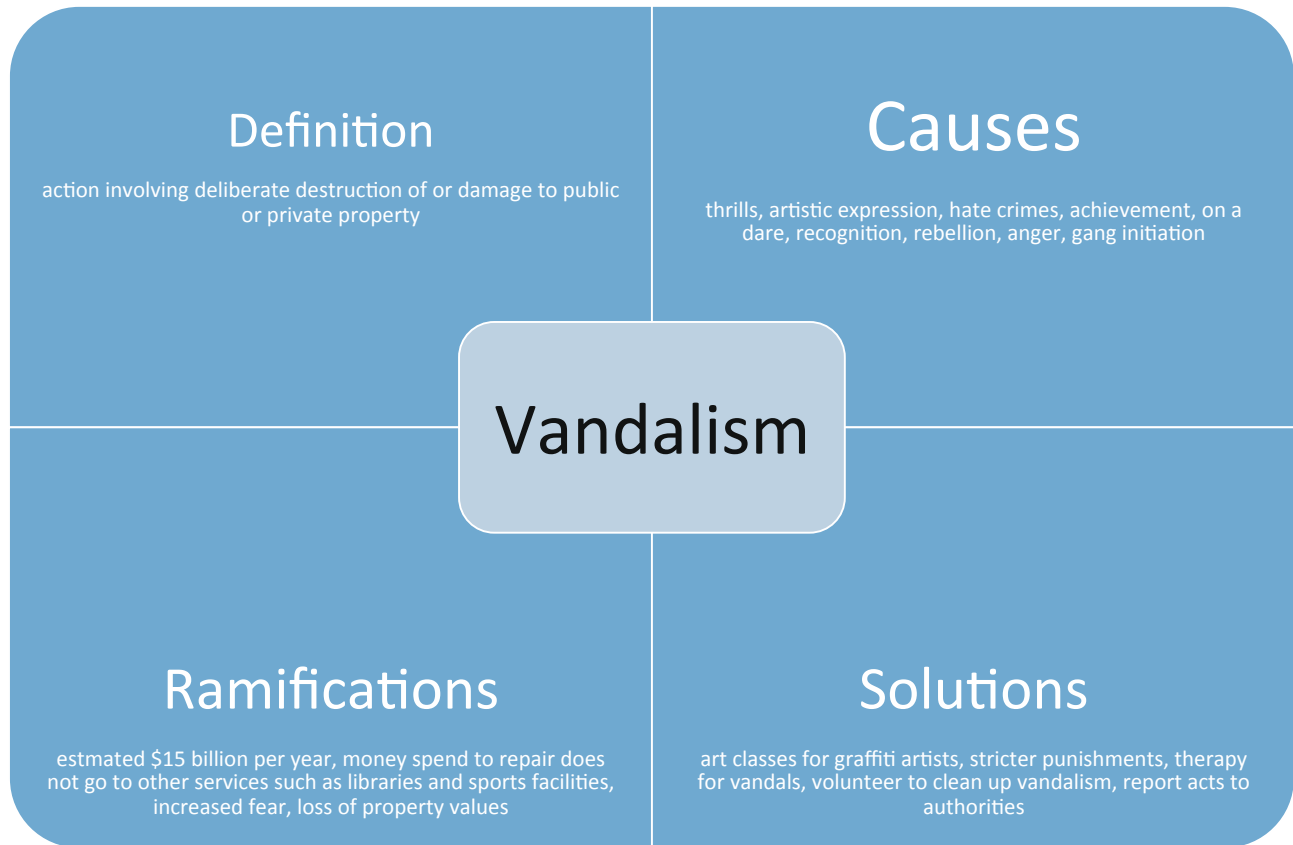 Definition
action involving deliberate destruction of or damage to public
or private property
Causes
thrills, artistic expression, hate crimes, achievement, on a
dare, recognition, rebellion, anger, gang initiation
Vandalism
Ramifications
estmated $15 billion per year, money spend to repair does
not go to other services such as libraries and sports facilities,
increased fear, loss of property values
Solutions
art classes for graffiti artists, stricter punishments, therapy
for vandals, volunteer to clean up vandalism, report acts to
authorities